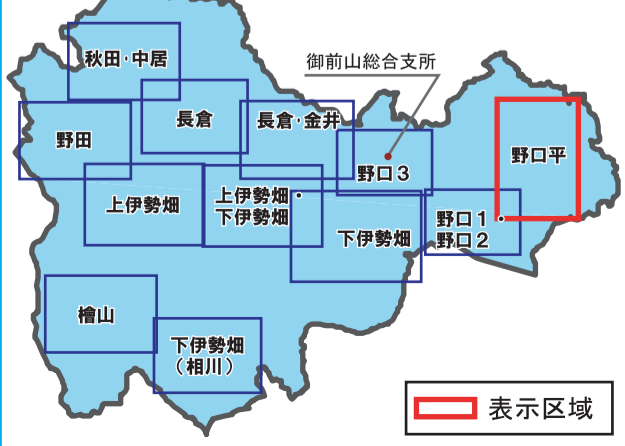 秋田・中居
御前山総合支所
長倉
長倉・金井
野田
野口平
野口3
上伊勢畑
上伊勢畑
下伊勢畑
下伊勢畑
野口1
野口2
檜山
下伊勢畑
（相川）
表示区域